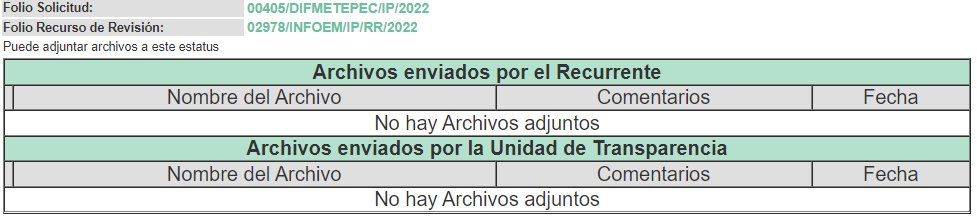 Folio Solicitud: 00405/DIFMETEPEC/IP/2022
Folio Recurso de Revisión: 02978/INFOEM/IP/RR/2022
Puede adjuntar archivos a este estatus
Archivos enviados por el Recurrente
Nombre del Archivo Comentarios Fecha
No hay Archivos adjuntos
Archivos enviados por la Unidad de Transparencia
Nombre del Archivo Comentarios Fecha
No hay Archivos adjuntos